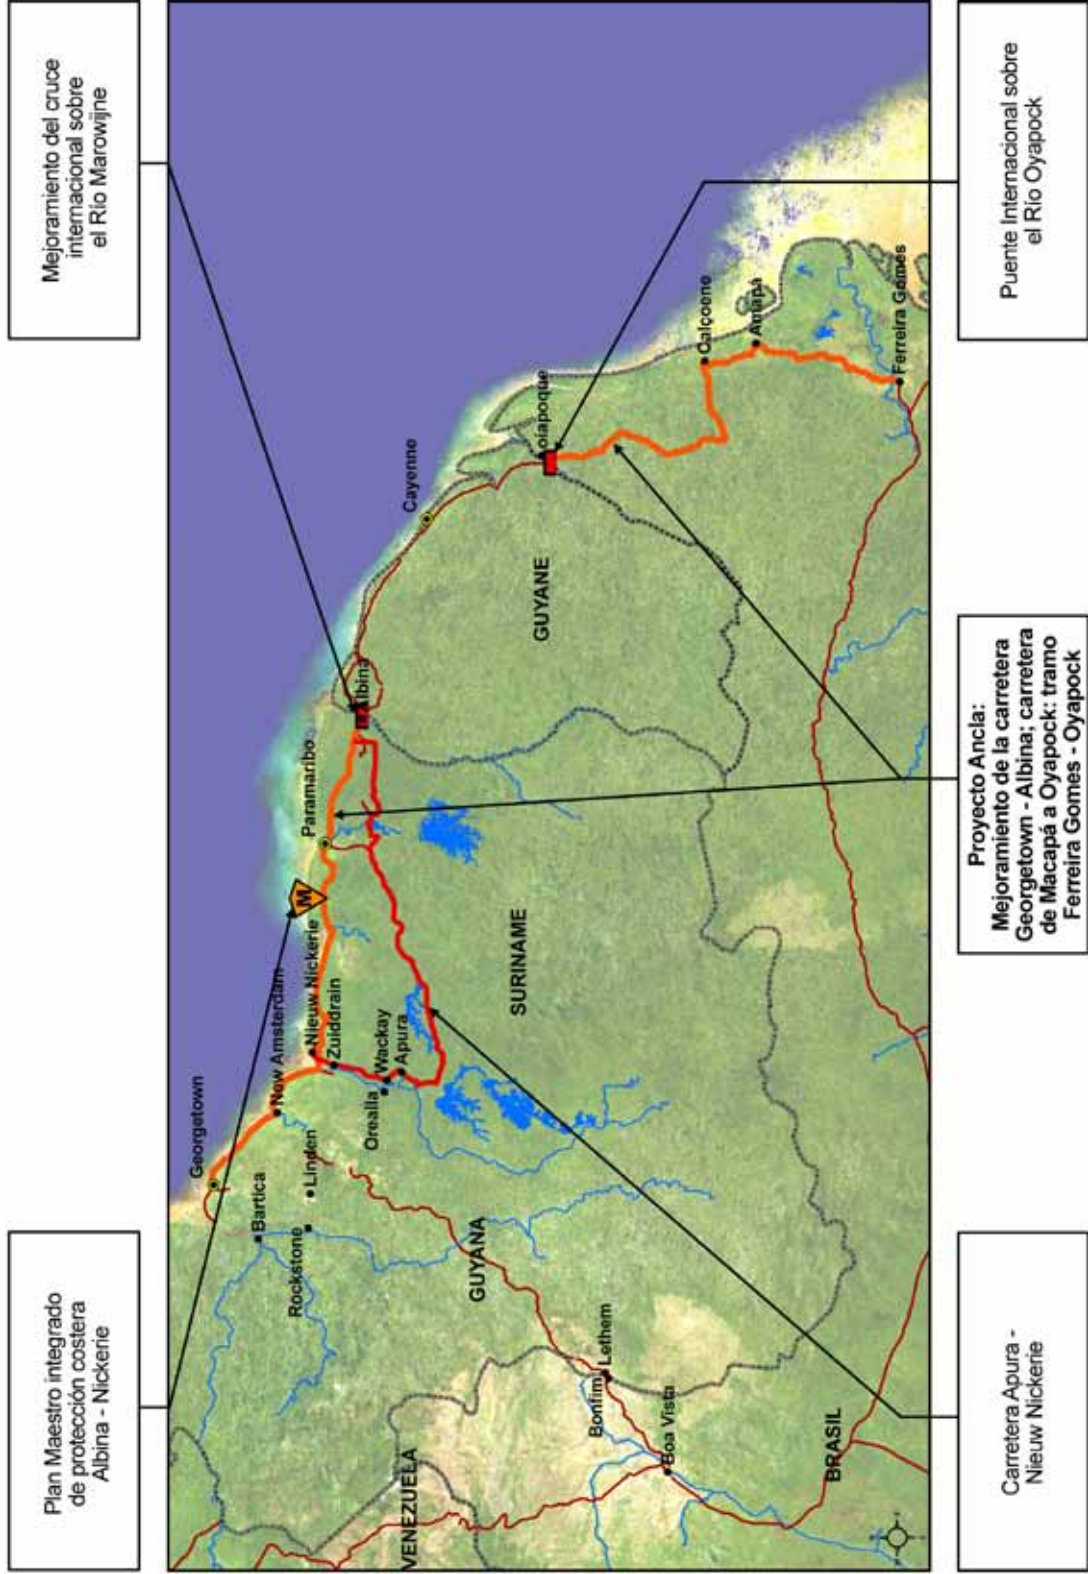 Plan Maestro integrado
de protección costera
Albina - Nickerie
Mejoramiento del cruce
internacional sobre
el Río Marowijne
Georgetown
New Amsterdam
Nieuw Nickerie
Zuiddrain
Paramaribo
Albina
Cayenne
Bartica
Linden
Rockstone
Orealla
Wackay
Apura
GUYANA
SURINAME
GUYANE
Oiapoque
Calçoene
Amapá
Ferreira Gomes
Lethem
Bonfim
Boa Vista
VENEZUELA
BRASIL
M
Carretera Apura -
Nieuw Nickerie
Proyecto Ancla:
Mejoramiento de la carretera
Georgetown - Albina; carretera
de Macapá a Oyapock: tramo
Ferreira Gomes - Oyapock
Puente Internacional sobre
el Río Oyapock